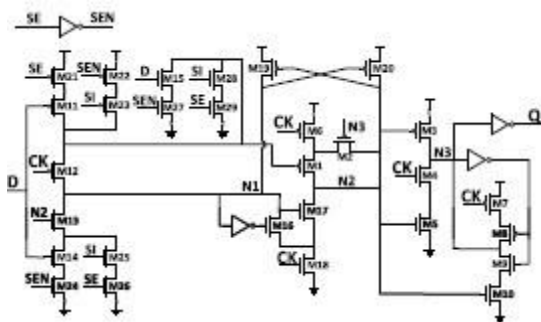 SE SEN
SE M21 SEN M22
D M15 SI M28
M19 M20
M11 SI M23
SEN M27 SE M29
CK M6 N3
M3 Q
CK M12
M1 M2
N3
D
CK M4
CK M7
N1 N2
N2 M13
M16 M17
M5 M8
M14 SI M25
CK M18
M9
SEN M24 SE M26
M10